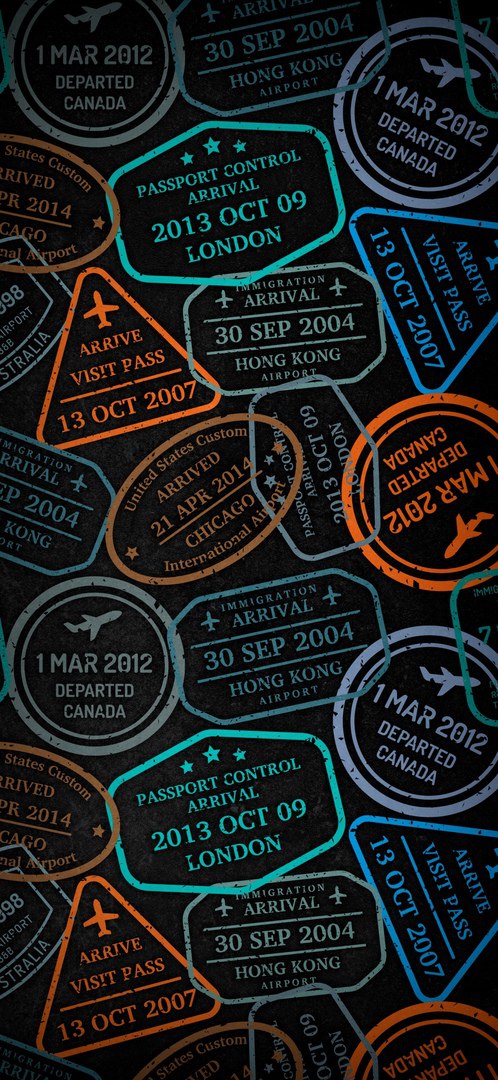 1 MAR 2012
DEPARTED
CANADA
30 SEP 2004
HONG KONG
AIRPORT
1 MAR 2012
DEPARTED
CANADA
States Custom
ARRIVED
APR 2014
CAGO
nal Airport
PASSPORT CONTROL
ARRIVAL
2013 OCT 09
LONDON
ARRIVE
VISIT PASS
13 OCT 2007
998
AIRPORT
STRALIA
IMMIGRATION
ARRIVAL
30 SEP 2004
HONG KONG
AIRPORT
ARRIVE
VISIT PASS
13 OCT 2007
PASSPORT CONTROL
ARRIVAL
2013 OCT 09
LONDON
1 MAR 2012
DEPARTED
CANADA
IMMIGRATION
ARRIVAL
SEP 2004
KONG
United States Custom
ARRIVED
21 APR 2014
CHICAGO
International Airport
1 MAR 2012
DEPARTED
CANADA
IMMIGRATION
ARRIVAL
30 SEP 2004
HONG KONG
AIRPORT
1 MAR 2012
DEPARTED
CANADA
States Custom
ARRIVED
APR 2014
CAGO
nal Airport
PASSPORT CONTROL
ARRIVAL
2013 OCT 09
LONDON
ARRIVE
VISIT PASS
13 OCT 2007
998
AIRPORT
STRALIA
IMMIGRATION
ARRIVAL
30 SEP 2004
HONG KONG
AIRPORT
ARRIVE
VISIT PASS
13 OCT 2007
OCT 09
LONDON
CANADA
DEPARTED
States Custom